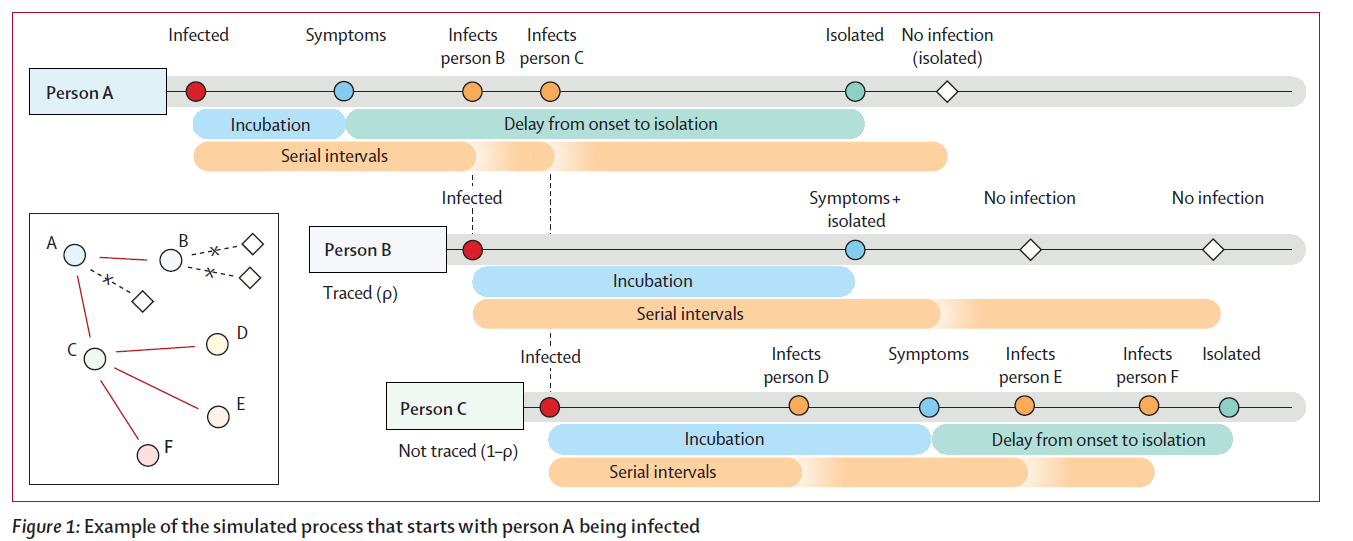 Infected
Symptoms
Infects
person B
Infects
person C
Isolated
No infection
(isolated)
Person A
Incubation
Delay from onset to isolation
Serial intervals
Infected
Symptoms+
isolated
No infection
No infection
Person B
Traced (ρ)
Incubation
Serial intervals
A
B
x
x
x
C
D
E
F
Infected
Infects
person D
Symptoms
Infects
person E
Infects
person F
Isolated
Person C
Not traced (1–ρ)
Incubation
Delay from onset to isolation
Serial intervals
Figure 1: Example of the simulated process that starts with person A being infected